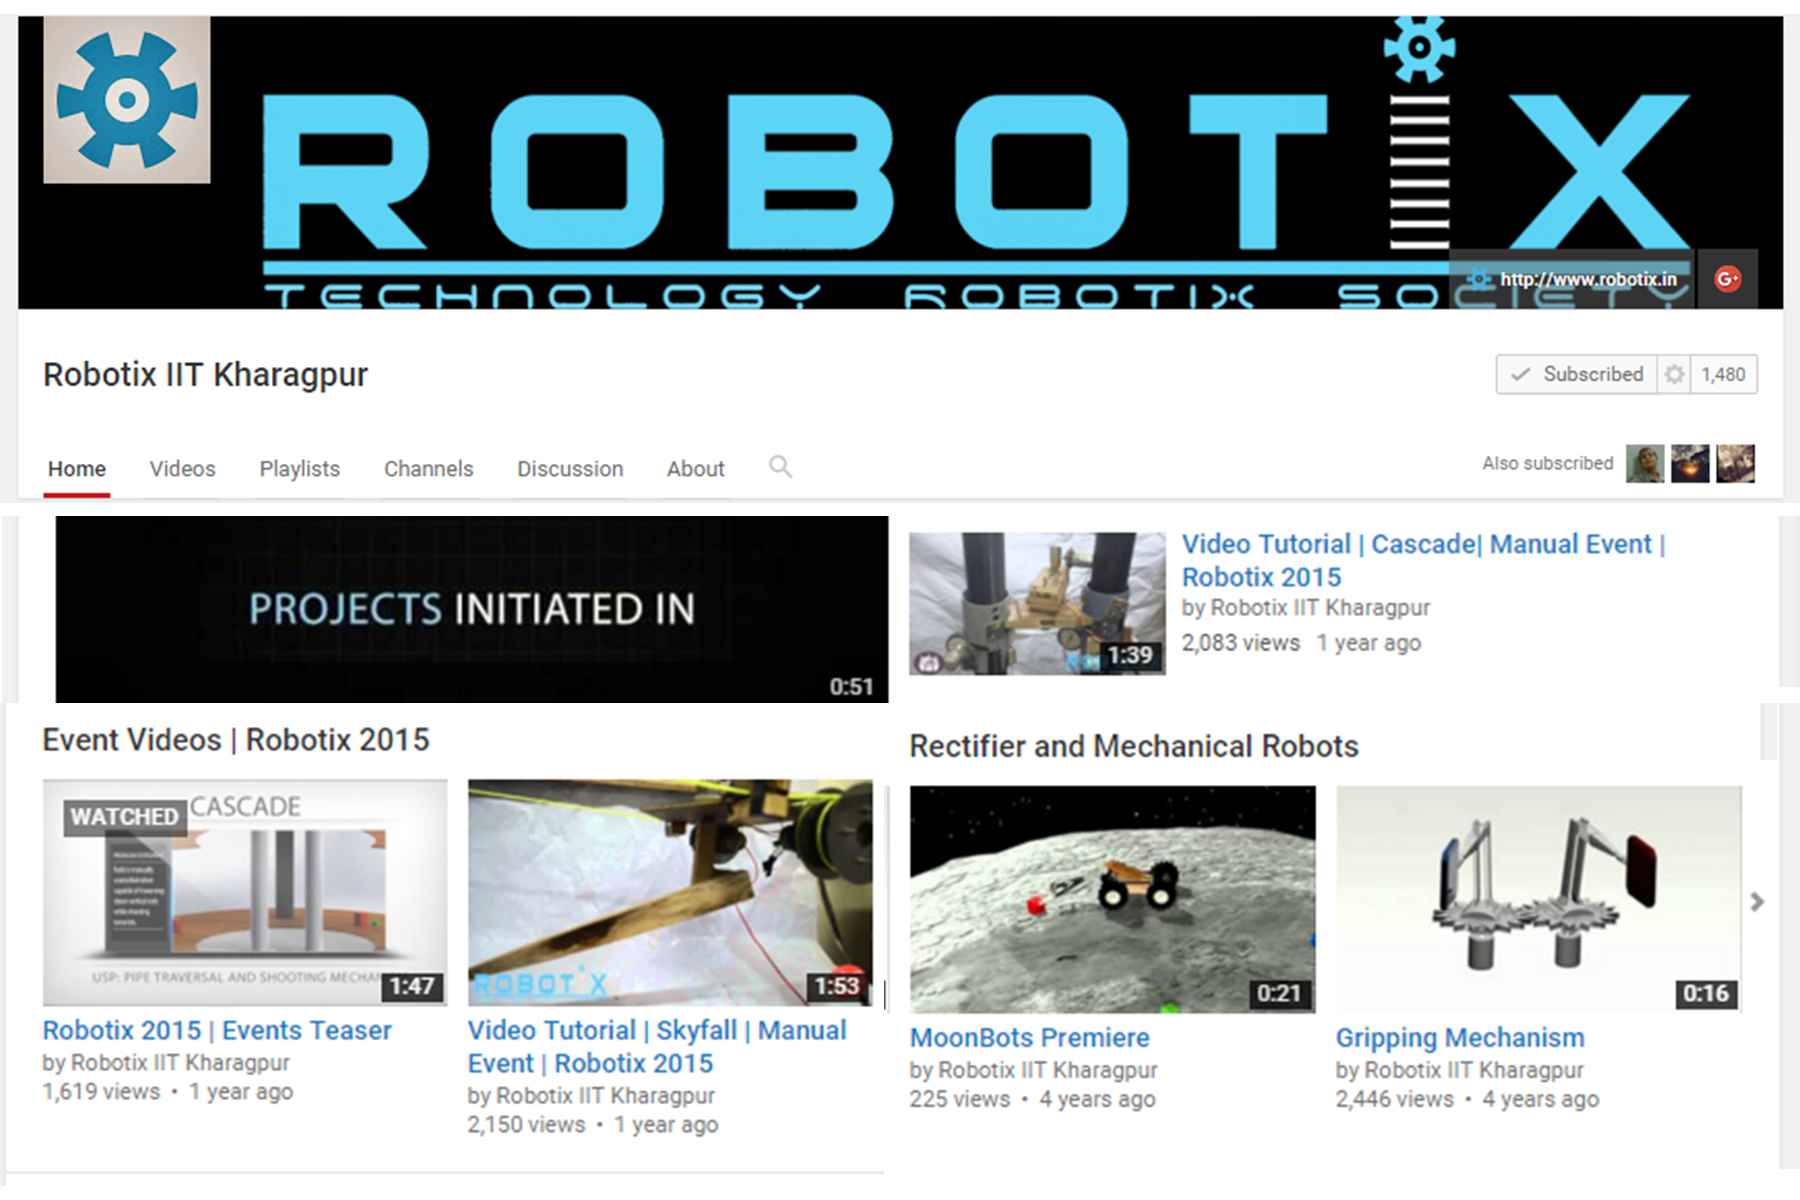 ROBOTIX
TECHNOLOGY ROBOTIX SOCIETY
http://www.robotix.in
G+
Robotix IIT Kharagpur
Subscribed
1,480
Home
Videos
Playlists
Channels
Discussion
About
Also subscribed
PROJECTS INITIATED IN
0:51
1:39
Video Tutorial | Cascade| Manual Event |
Robotix 2015
by Robotix IIT Kharagpur
2,083 views 1 year ago
Event Videos | Robotix 2015
WATCHED
CASCADE
USP: PIPE TRAVERSAL AND SHOOTING MECHAN
1:47
Robotix 2015 | Events Teaser
by Robotix IIT Kharagpur
1,619 views • 1 year ago
ROBOTIX
1:53
Video Tutorial | Skyfall | Manual
Event | Robotix 2015
by Robotix IIT Kharagpur
2,150 views • 1 year ago
Rectifier and Mechanical Robots
0:21
MoonBots Premiere
by Robotix IIT Kharagpur
225 views • 4 years ago
0:16
Gripping Mechanism
by Robotix IIT Kharagpur
2,446 views • 4 years ago